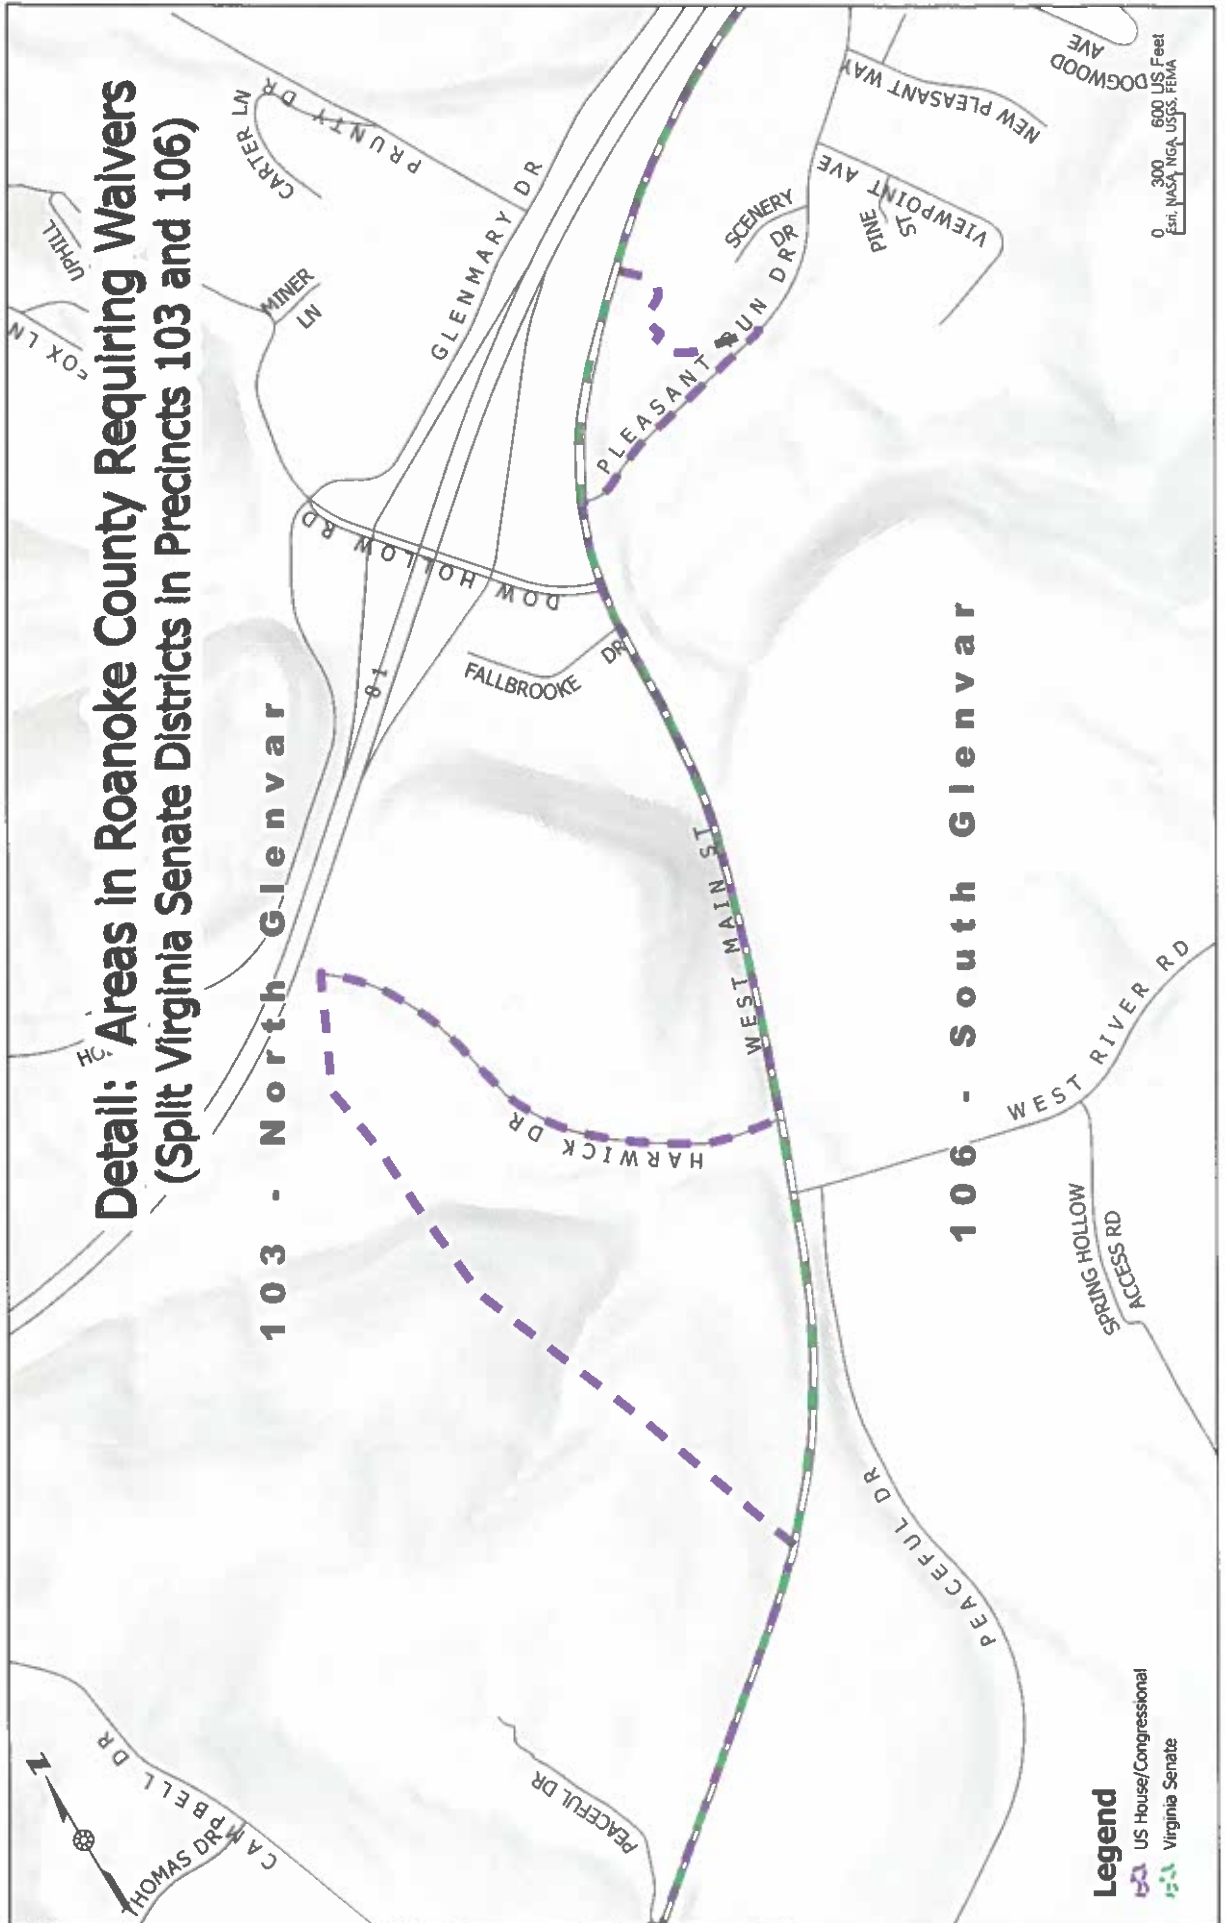 Detail: Areas in Roanoke County Requiring Waivers
(Split Virginia Senate Districts in Precincts 103 and 106)
FOX LN
UPHILL
CARTER LN
PRUNTY DR
MINER
LN
GLENMARY DR
DOW HOLLOW RD
81
103 - North Glenvar
FALLBROOKE
DR
HARWICK DR
WEST MAIN ST
PLEASANT RUN DR
SCENERY
DR
PINE
ST
VIEWPOINT AVE
NEW PLEASANT WAY
DOGWOOD
AVE
106 - South Glenvar
WEST RIVER RD
SPRING HOLLOW
ACCESS RD
PEACEFUL DR
PEACEFUL DR
CAMPBELL DR
THOMAS DR
N
Legend
US House/Congressional
Virginia Senate
0 300 600 US Feet
Esri, NASA, NGA, USGS, FEMA